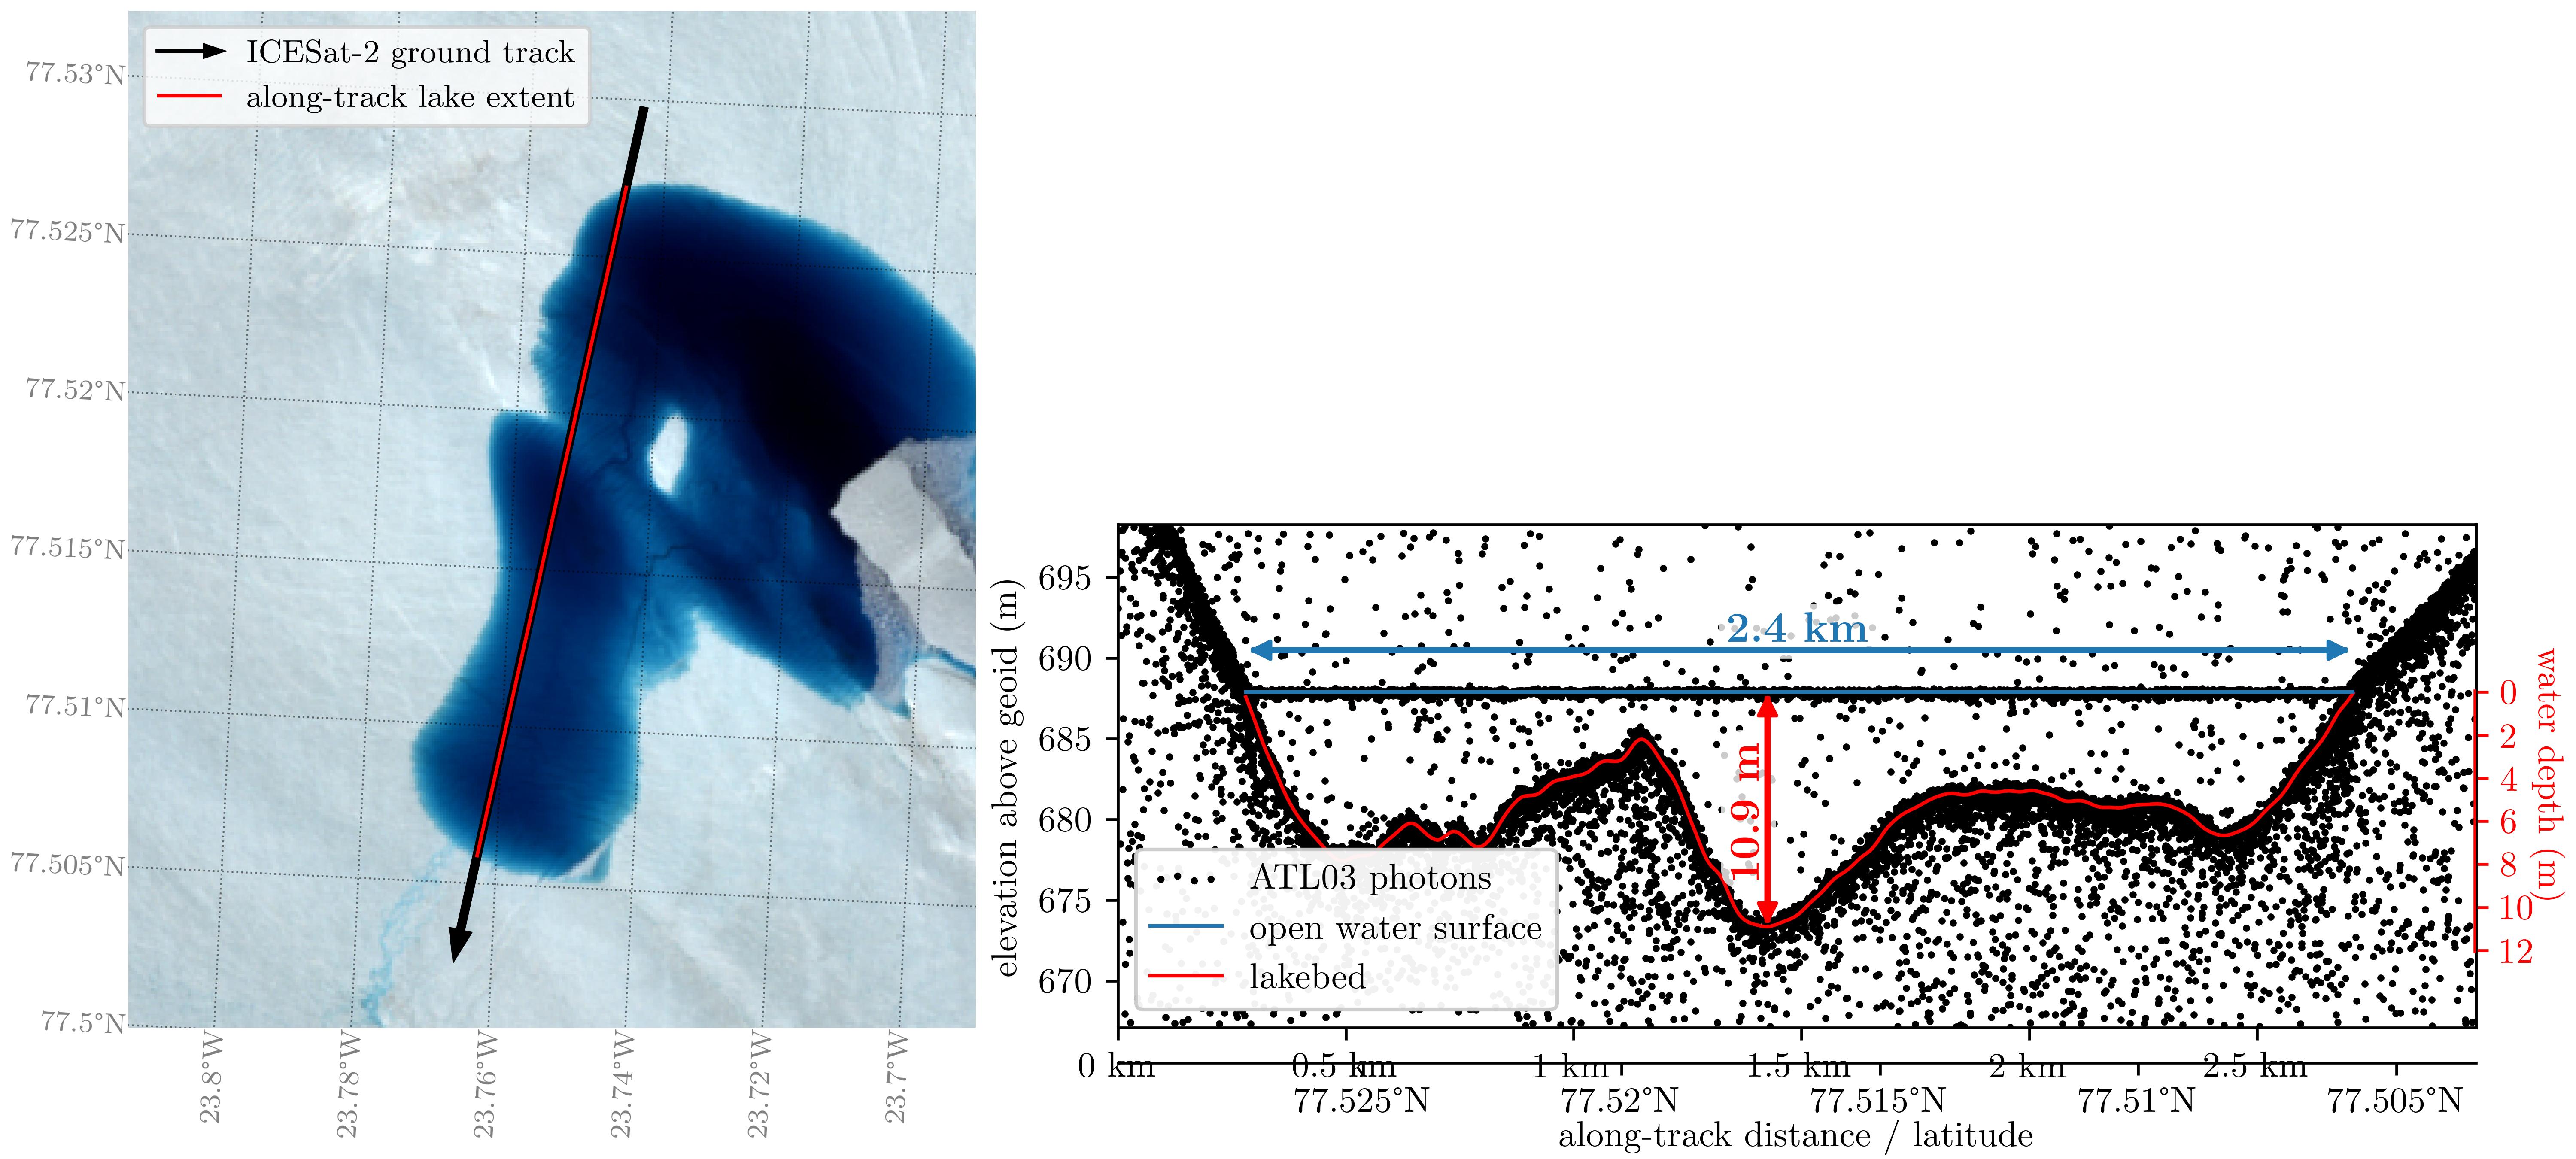 ICESat-2 ground track
along-track lake extent
77.53°N
77.525°N
77.52°N
77.515°N
77.51°N
77.505°N
77.5°N
23.8°W
23.78°W
23.76°W
23.74°W
23.72°W
23.7°W
elevation above geoid (m)
695
690
685
680
675
670
2.4 km
10.9 m
ATL03 photons
open water surface
lakebed
0
2
4
6
8
10
12
water depth (m)
0 km
0.5 km
1 km
1.5 km
2 km
2.5 km
77.525°N
77.52°N
77.515°N
77.51°N
77.505°N
along-track distance / latitude